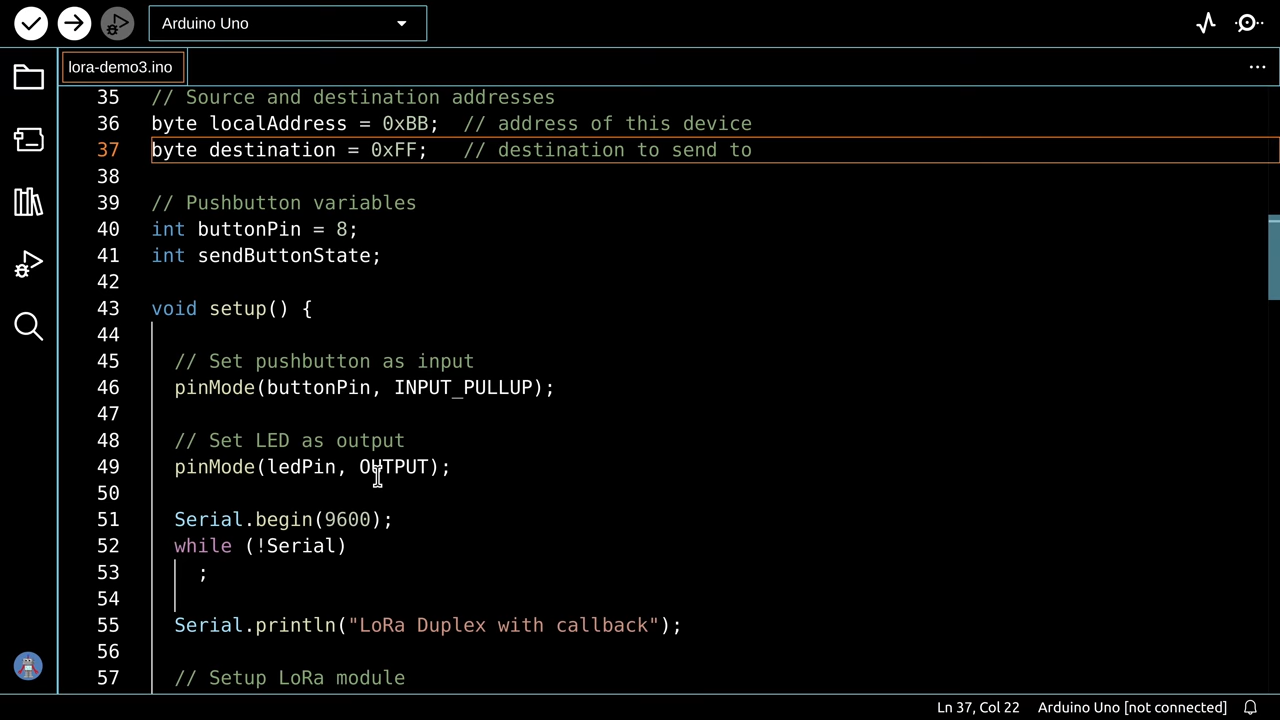 Arduino Uno
lora-demo3.ino
35 // Source and destination addresses
36 byte localAddress = 0xBB;  // address of this device
37 byte destination = 0xFF;   // destination to send to
38
39 // Pushbutton variables
40 int buttonPin = 8;
41 int sendButtonState;
42
43 void setup() {
44
45   // Set pushbutton as input
46   pinMode(buttonPin, INPUT_PULLUP);
47
48   // Set LED as output
49   pinMode(ledPin, OUTPUT);
50
51   Serial.begin(9600);
52   while (!Serial)
53     ;
54
55   Serial.println("LoRa Duplex with callback");
56
57   // Setup LoRa module
Ln 37, Col 22 Arduino Uno [not connected]